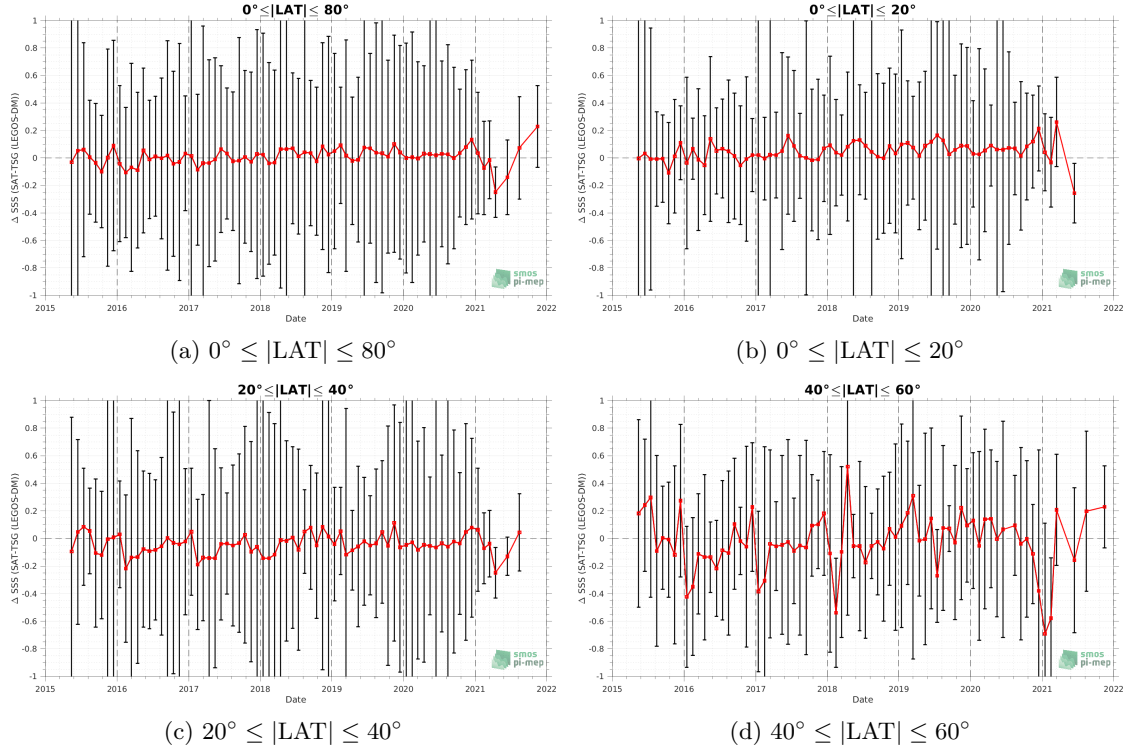 0°≤|LAT|≤ 80°
Δ SSS (SAT-TSG (LEGOS-DM))
1
0.8
0.6
0.4
0.2
0
-0.2
-0.4
-0.6
-0.8
-1
2015 2016 2017 2018 2019 2020 2021 2022
Date
smos
pi-mep
(a) 0° ≤ |LAT| ≤ 80°
0°≤|LAT|≤ 20°
Δ SSS (SAT-TSG (LEGOS-DM))
1
0.8
0.6
0.4
0.2
0
-0.2
-0.4
-0.6
-0.8
-1
2015 2016 2017 2018 2019 2020 2021 2022
Date
smos
pi-mep
(b) 0° ≤ |LAT| ≤ 20°
20°≤|LAT|≤ 40°
Δ SSS (SAT-TSG (LEGOS-DM))
1
0.8
0.6
0.4
0.2
0
-0.2
-0.4
-0.6
-0.8
-1
2015 2016 2017 2018 2019 2020 2021 2022
Date
smos
pi-mep
(c) 20° ≤ |LAT| ≤ 40°
40°≤|LAT|≤ 60°
Δ SSS (SAT-TSG (LEGOS-DM))
1
0.8
0.6
0.4
0.2
0
-0.2
-0.4
-0.6
-0.8
-1
2015 2016 2017 2018 2019 2020 2021 2022
Date
smos
pi-mep
(d) 40° ≤ |LAT| ≤ 60°